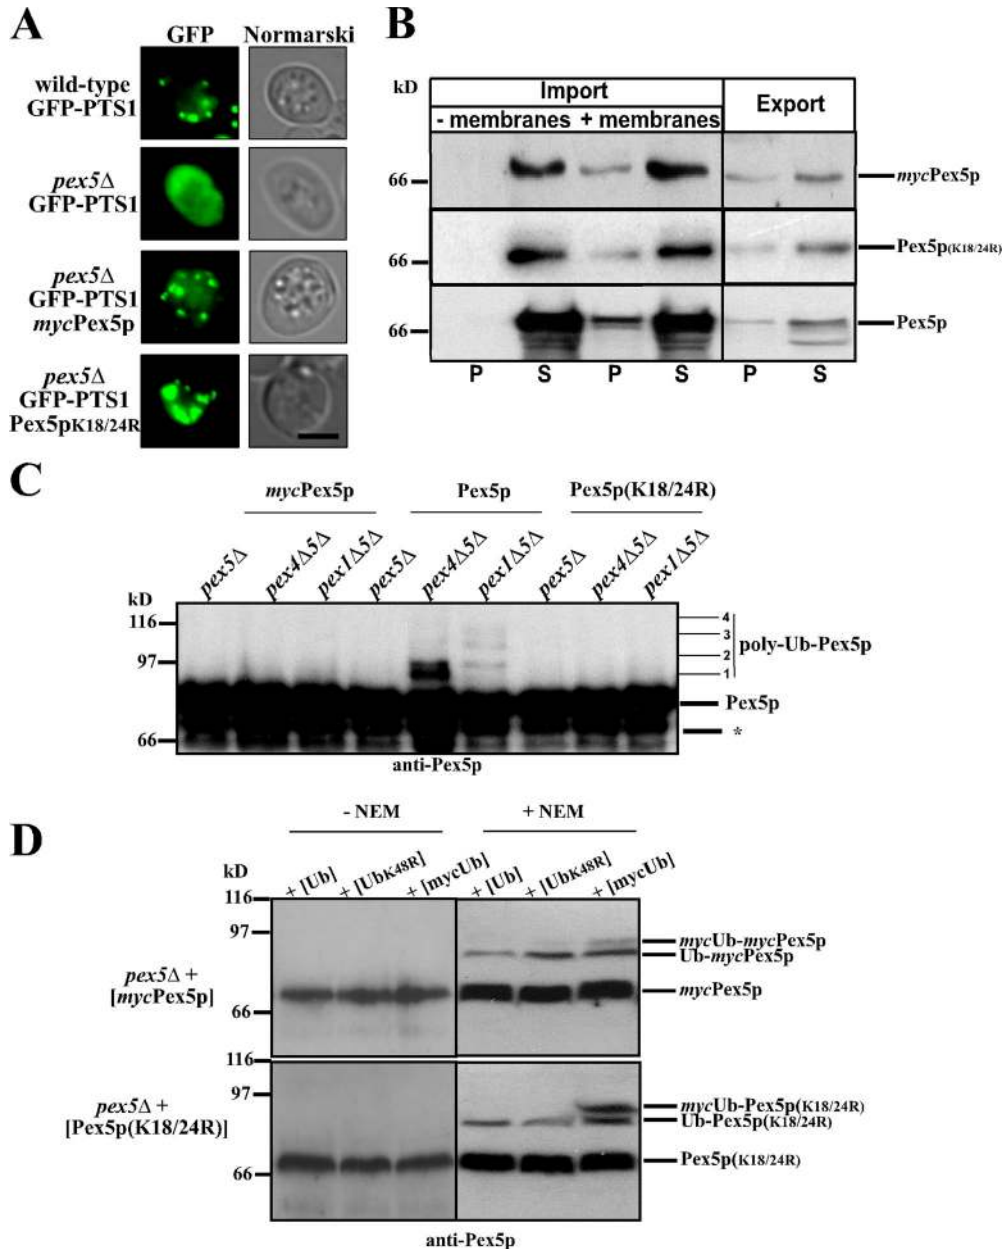 A
GFP Normarski
wild-type
GFP-PTS1
pex5Δ
GFP-PTS1
pex5Δ
GFP-PTS1
mycPex5p
pex5Δ
GFP-PTS1
Pex5pK18/24R
B
kD
Import
Export
- membranes + membranes
66 mycPex5p
66 Pex5p(K18/24R)
66 Pex5p
P S P S P S
C
mycPex5p Pex5p Pex5p(K18/24R)
pex5Δ pex4Δ5Δ pex1Δ5Δ pex5Δ pex4Δ5Δ pex1Δ5Δ pex5Δ pex4Δ5Δ pex1Δ5Δ
kD
116
97
66
4
3
2
1
poly-Ub-Pex5p
Pex5p
*
anti-Pex5p
D
- NEM + NEM
kD
+ [Ub] + [UbK48R] + [mycUb] + [Ub] + [UbK48R] + [mycUb]
116
97
66
pex5Δ +
[mycPex5p]
mycUb-mycPex5p
Ub-mycPex5p
mycPex5p
116
97
66
pex5Δ +
[Pex5p(K18/24R)]
mycUb-Pex5p(K18/24R)
Ub-Pex5p(K18/24R)
Pex5p(K18/24R)
anti-Pex5p